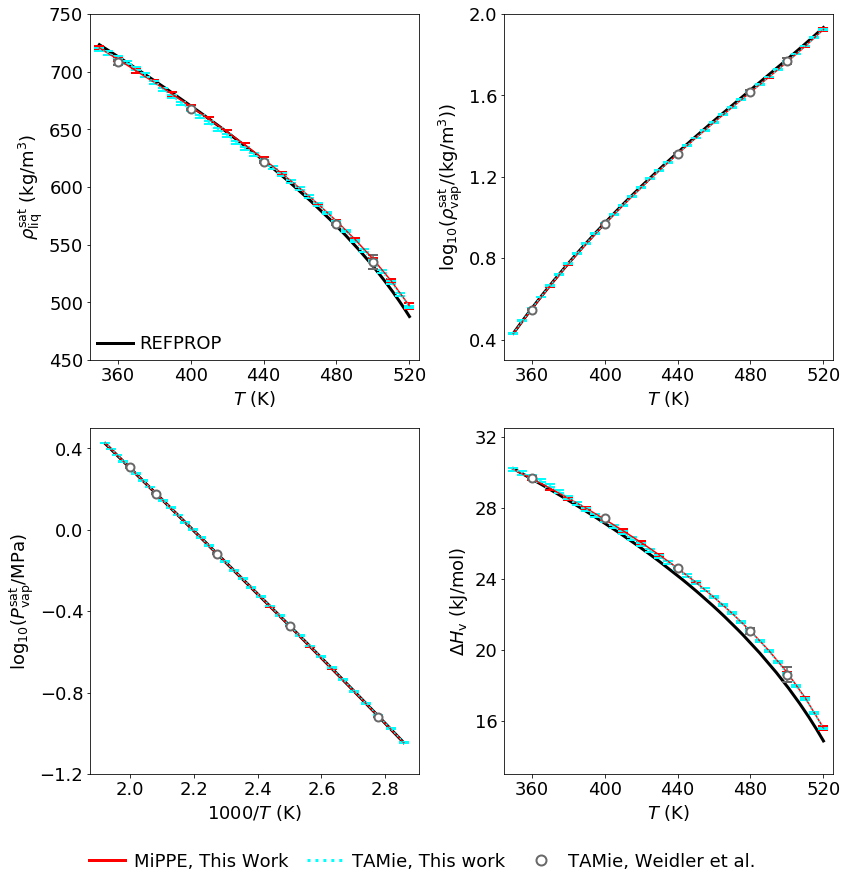 750
700
650
600
550
500
450
ρ_liq^sat (kg/m³)
REFPROP
360 400 440 480 520
T (K)
2.0
1.6
1.2
0.8
0.4
log₁₀(ρ_vap^sat/(kg/m³))
360 400 440 480 520
T (K)
0.4
0.0
−0.4
−0.8
−1.2
log₁₀(P_vap^sat/MPa)
2.0 2.2 2.4 2.6 2.8
1000/T (K)
32
28
24
20
16
ΔH_v (kJ/mol)
360 400 440 480 520
T (K)
MiPPE, This Work TAMie, This work TAMie, Weidler et al.